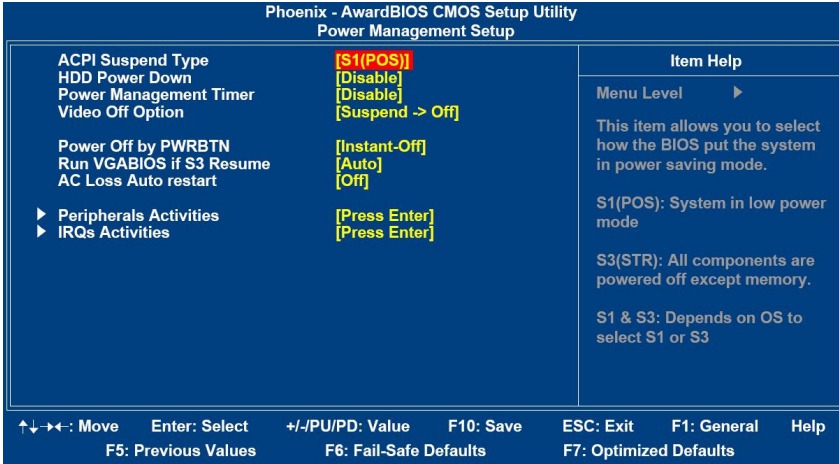 Phoenix - AwardBIOS CMOS Setup Utility
Power Management Setup
ACPI Suspend Type [S1(POS)]
HDD Power Down [Disable]
Power Management Timer [Disable]
Video Off Option [Suspend -> Off]
Power Off by PWRBTN [Instant-Off]
Run VGABIOS if S3 Resume [Auto]
AC Loss Auto restart [Off]
Peripherals Activities [Press Enter]
IRQs Activities [Press Enter]
Item Help
Menu Level
This item allows you to select
how the BIOS put the system
in power saving mode.
S1(POS): System in low power
mode
S3(STR): All components are
powered off except memory.
S1 & S3: Depends on OS to
select S1 or S3
↑↓→←: Move Enter: Select +/-/PU/PD: Value F10: Save ESC: Exit F1: General Help
F5: Previous Values F6: Fail-Safe Defaults F7: Optimized Defaults